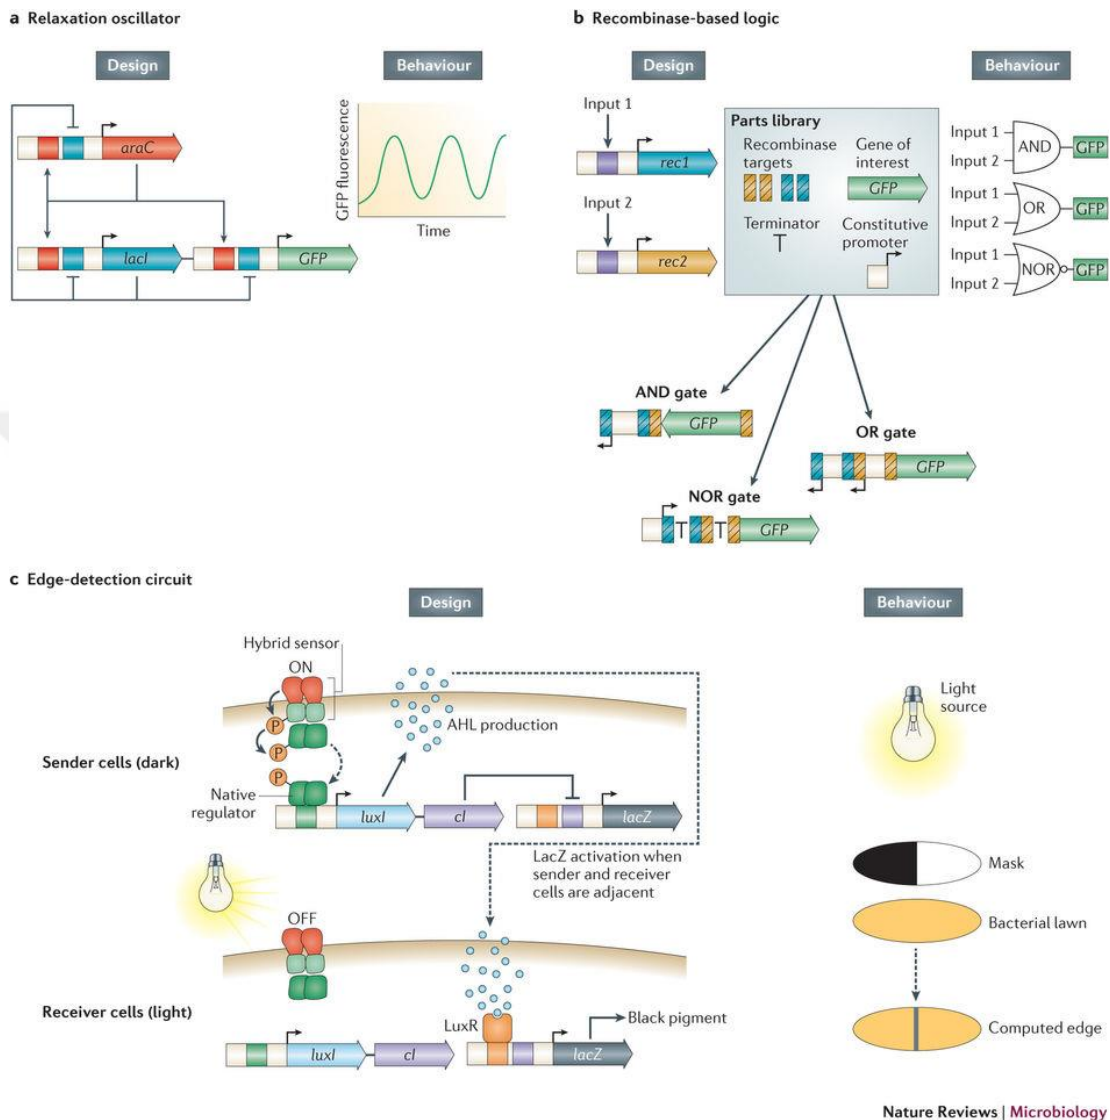 a Relaxation oscillator
Design
Behaviour
araC
lacI
GFP
GFP fluorescence
Time
b Recombinase-based logic
Design
Behaviour
Input 1
rec1
Input 2
rec2
Parts library
Recombinase
targets
Gene of
interest
GFP
Terminator
Constitutive
promoter
Input 1
Input 2
AND
GFP
Input 1
Input 2
OR
GFP
Input 1
Input 2
NOR
GFP
AND gate
GFP
OR gate
GFP
NOR gate
GFP
c Edge-detection circuit
Design
Behaviour
Hybrid sensor
ON
P
P
P
AHL production
Sender cells (dark)
Native
regulator
luxI
cI
lacZ
LacZ activation when
sender and receiver
cells are adjacent
OFF
Receiver cells (light)
LuxR
Black pigment
luxI
cI
lacZ
Light
source
Mask
Bacterial lawn
Computed edge
Nature Reviews | Microbiology